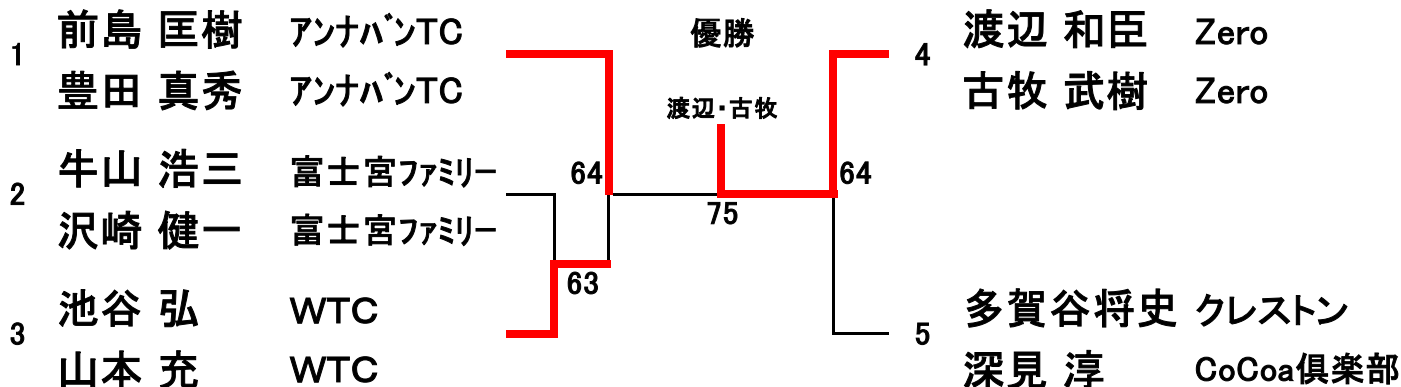 1 前島 匡樹 アンナバンTC
豊田 真秀 アンナバンTC
2 牛山 浩三 富士宮ファミリー
沢崎 健一 富士宮ファミリー
3 池谷 弘 WTC
山本 充 WTC
64
63
優勝
渡辺・古牧
75
64
4 渡辺 和臣 Zero
古牧 武樹 Zero
5 多賀谷将史 クレストン
深見 淳 CoCoa倶楽部